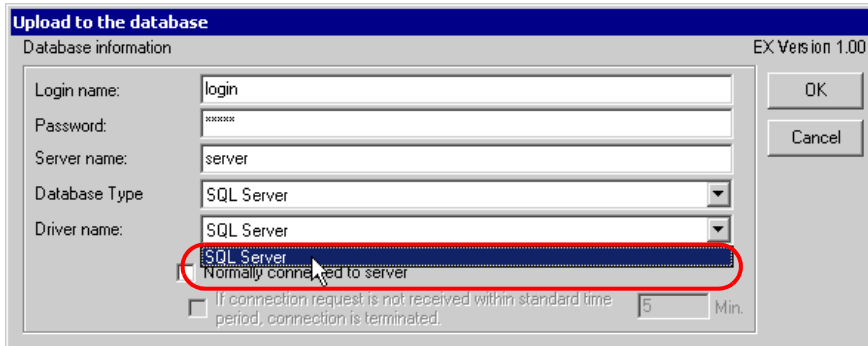 Upload to the database
Database information
EX Version 1.00
Login name:
login
OK
Password:
*****
Cancel
Server name:
server
Database Type
SQL Server
Driver name:
SQL Server
SQL Server
Normally connected to server
If connection request is not received within standard time
period, connection is terminated.
5
Min.